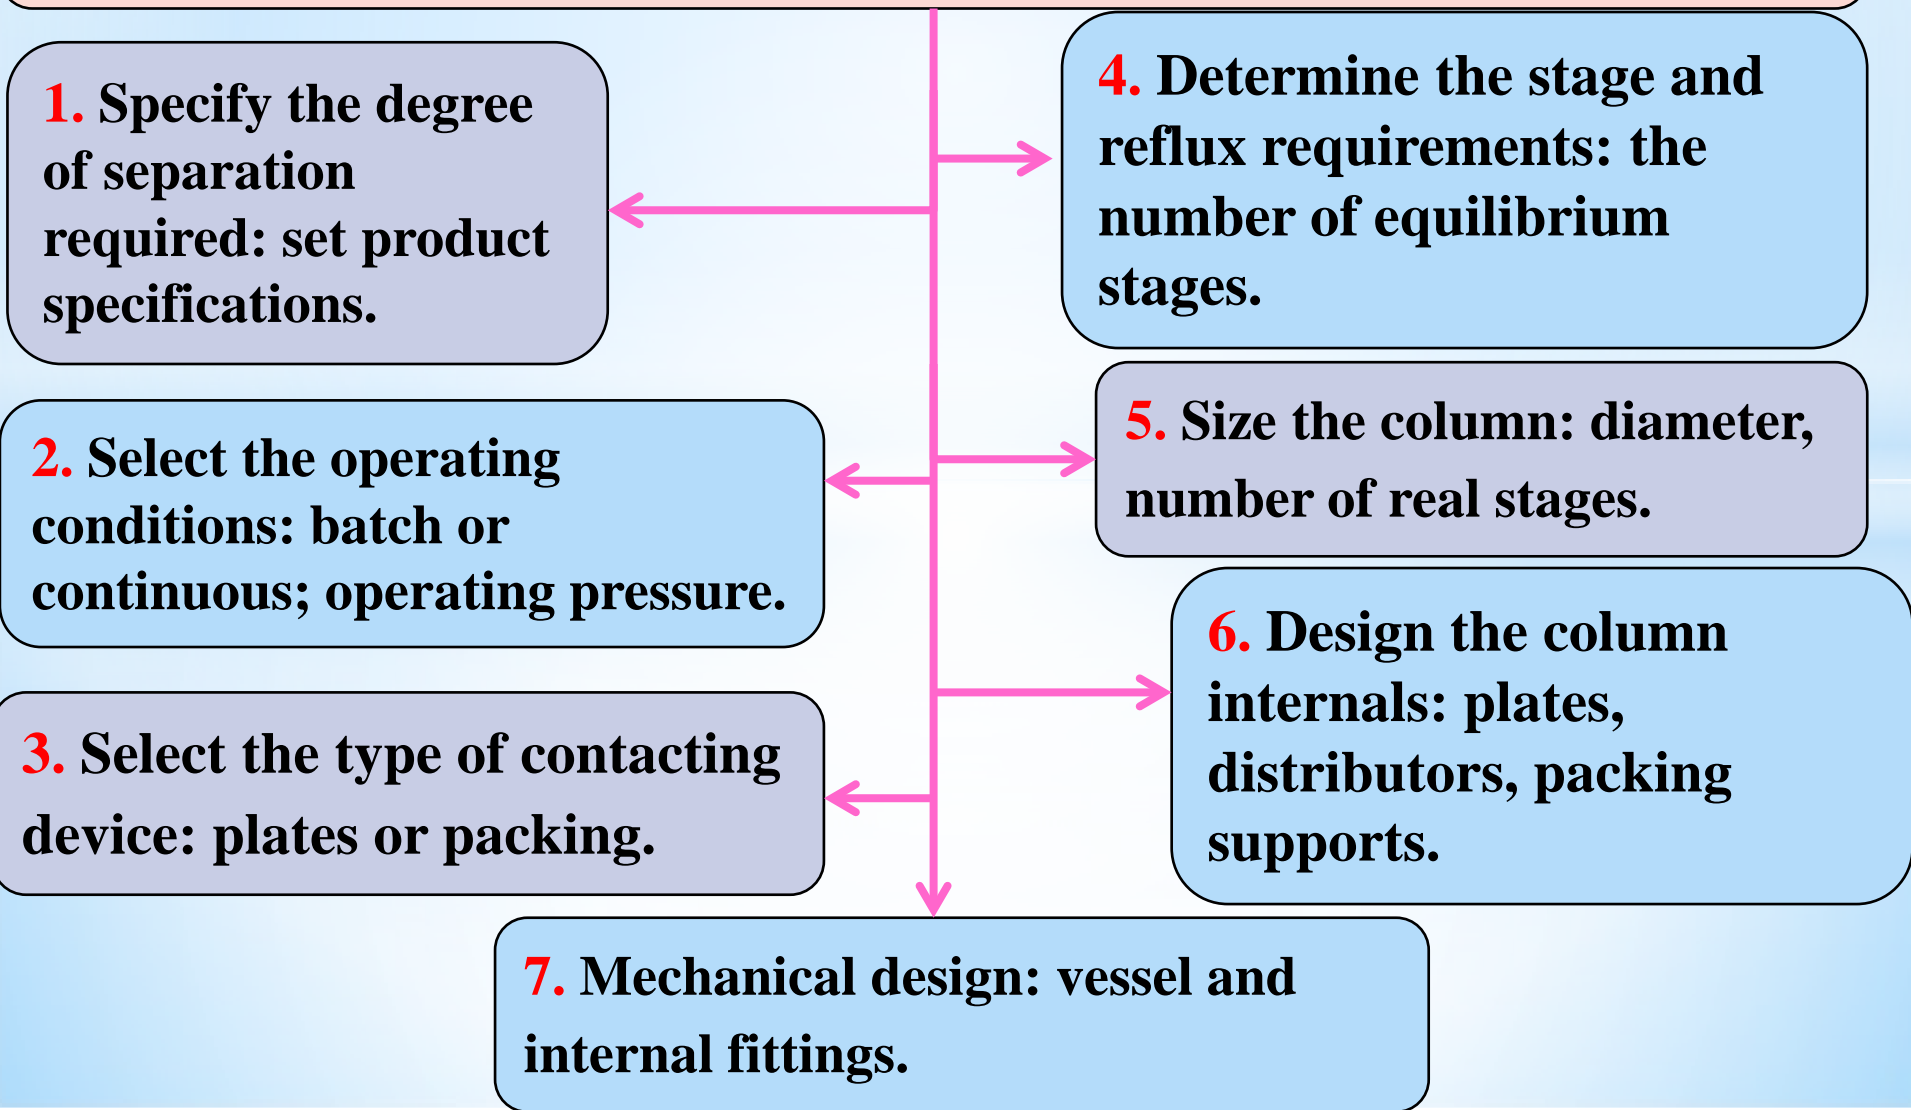 1. Specify the degree
of separation
required: set product
specifications.
2. Select the operating
conditions: batch or
continuous; operating pressure.
3. Select the type of contacting
device: plates or packing.
4. Determine the stage and
reflux requirements: the
number of equilibrium
stages.
5. Size the column: diameter,
number of real stages.
6. Design the column
internals: plates,
distributors, packing
supports.
7. Mechanical design: vessel and
internal fittings.